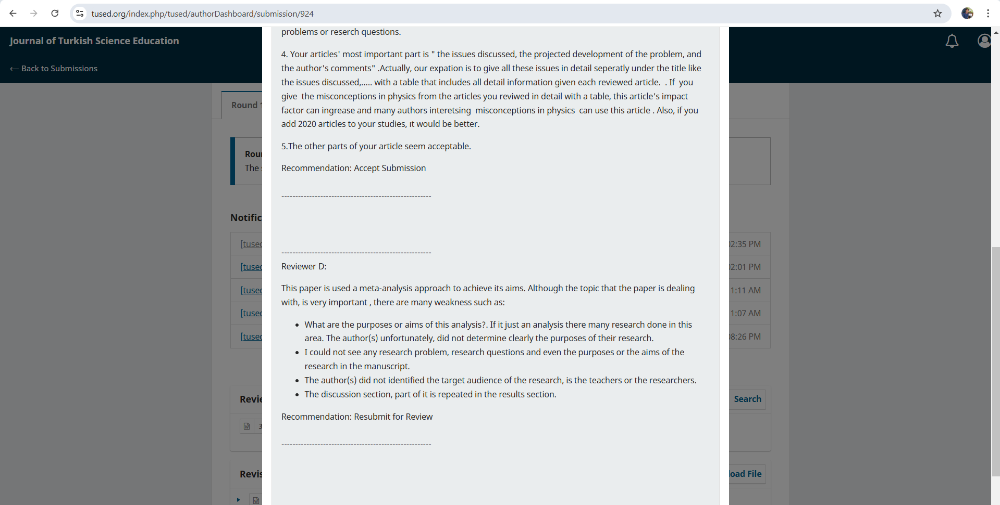 tused.org/index.php/tused/authorDashboard/submission/924
Journal of Turkish Science Education
← Back to Submissions
problems or reserch questions.
4. Your articles' most important part is " the issues discussed, the projected development of the problem, and
the author's comments" .Actually, our expation is to give all these issues in detail seperatly under the title like
the issues discussed,..... with a table that includes all detail information given each reviewed article.  . If  you
give  the misconceptions in physics from the articles you reviwed in detail with a table, this article's impact
factor can ingrease and many authors interetsing  misconceptions in physics  can use this article . Also, if you
add 2020 articles to your studies, ıt would be better.
5.The other parts of your article seem acceptable.
Recommendation: Accept Submission
------------------------------------------------------
------------------------------------------------------
Reviewer D:
This paper is used a meta-analysis approach to achieve its aims. Although the topic that the paper is dealing
with, is very important , there are many weakness such as:
• What are the purposes or aims of this analysis?. If it just an analysis there many research done in this
area. The author(s) unfortunately, did not determine clearly the purposes of their research.
• I could not see any research problem, research questions and even the purposes or the aims of the
research in the manuscript.
• The author(s) did not identified the target audience of the research, is the teachers or the researchers.
• The discussion section, part of it is repeated in the results section.
Recommendation: Resubmit for Review
------------------------------------------------------
Round 1
Roun
The s
Notific
[tused
02:35 PM
[tused
02:01 PM
[tused
1:11 AM
[tused
1:07 AM
[tused
08:26 PM
Revie
Search
3
Revis
load File